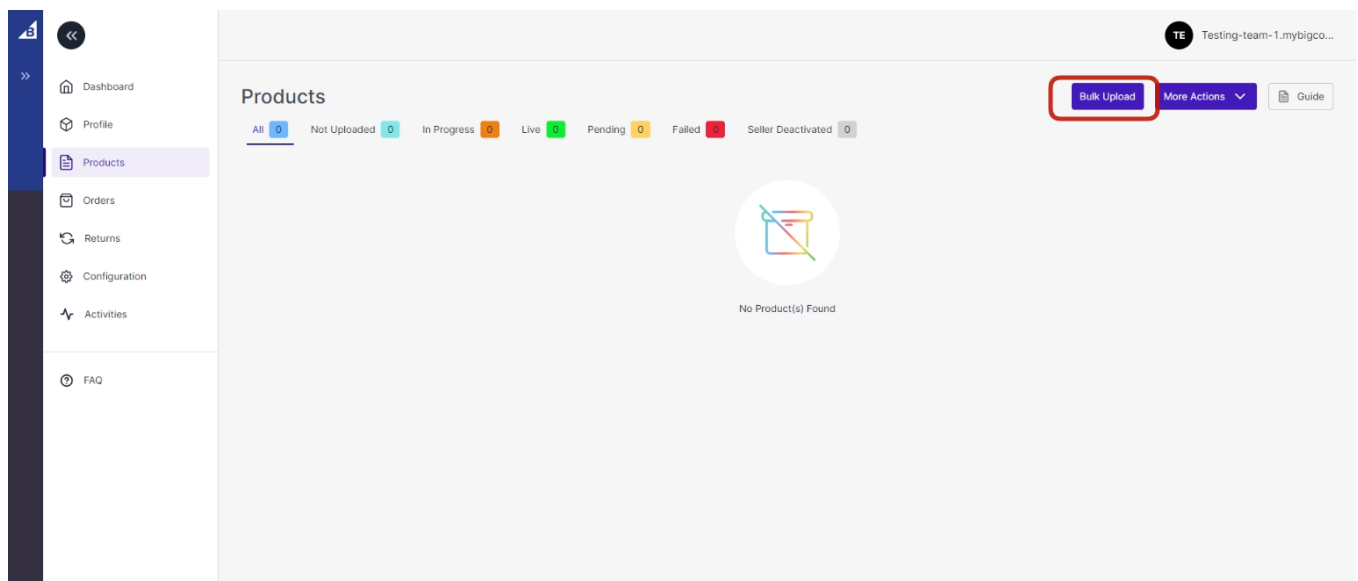 B
TE Testing-team-1.mybigco...
Dashboard
Profile
Products
Orders
Returns
Configuration
Activities
FAQ
Products
Bulk Upload More Actions Guide
All 0 Not Uploaded 0 In Progress 0 Live 0 Pending 0 Failed 0 Seller Deactivated 0
No Product(s) Found